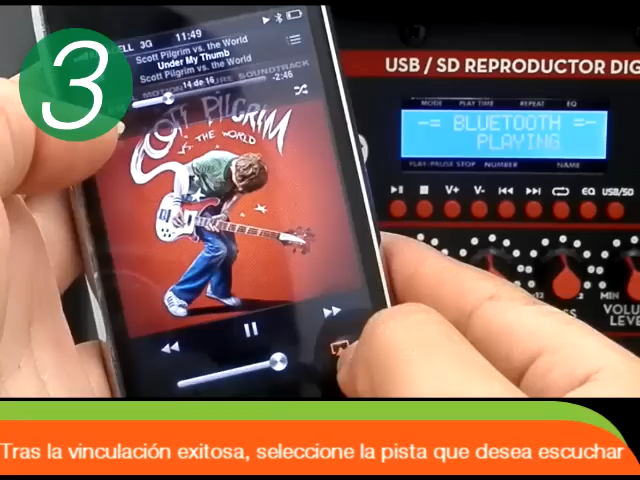 3
CELL 3G 11:49
Scott Pilgrim vs. the World
Under My Thumb
Scott Pilgrim vs. the World
MOTION 14 de 16 URE SOUNDTRACK
-2:46
SCOTT PILGRIM
VS. THE WORLD
USB / SD REPRODUCTOR DIG
MODE PLAY TIME REPEAT EQ
-= BLUETOOTH =-
PLAYING
PLAY-PAUSE STOP NUMBER NAME
V+ V- EQ USB/SD
MIN
VOLU
LEVE
Tras la vinculación exitosa, seleccione la pista que desea escuchar